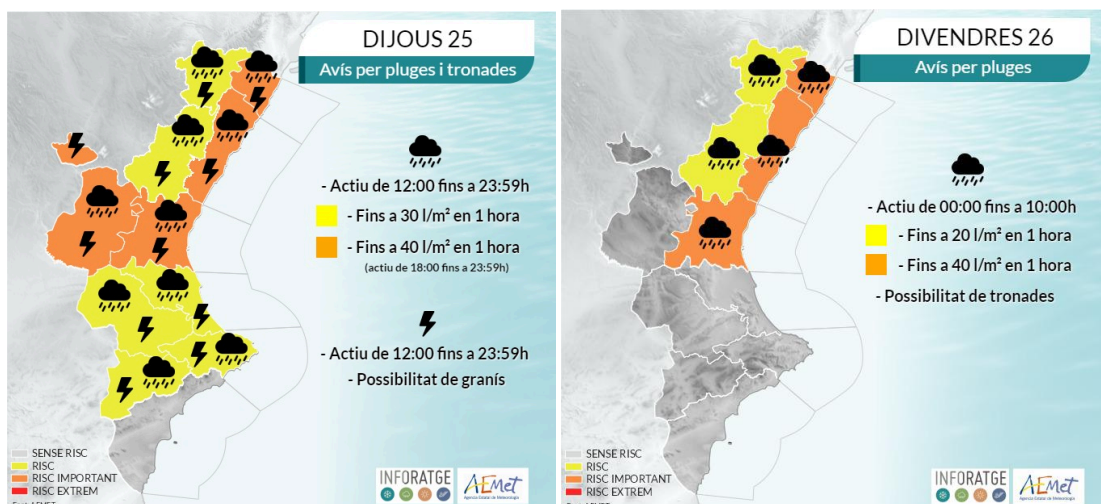 DIJOUS 25
Avís per pluges i tronades
- Actiu de 12:00 fins a 23:59h
- Fins a 30 l/m² en 1 hora
- Fins a 40 l/m² en 1 hora
(actiu de 18:00 fins a 23:59h)
- Actiu de 12:00 fins a 23:59h
- Possibilitat de granís
SENSE RISC
RISC
RISC IMPORTANT
RISC EXTREM
INFORATGE
AEMet
Agencia Estatal de Meteorología
DIVENDRES 26
Avís per pluges
- Actiu de 00:00 fins a 10:00h
- Fins a 20 l/m² en 1 hora
- Fins a 40 l/m² en 1 hora
- Possibilitat de tronades
SENSE RISC
RISC
RISC IMPORTANT
RISC EXTREM
INFORATGE
AEMet
Agencia Estatal de Meteorología